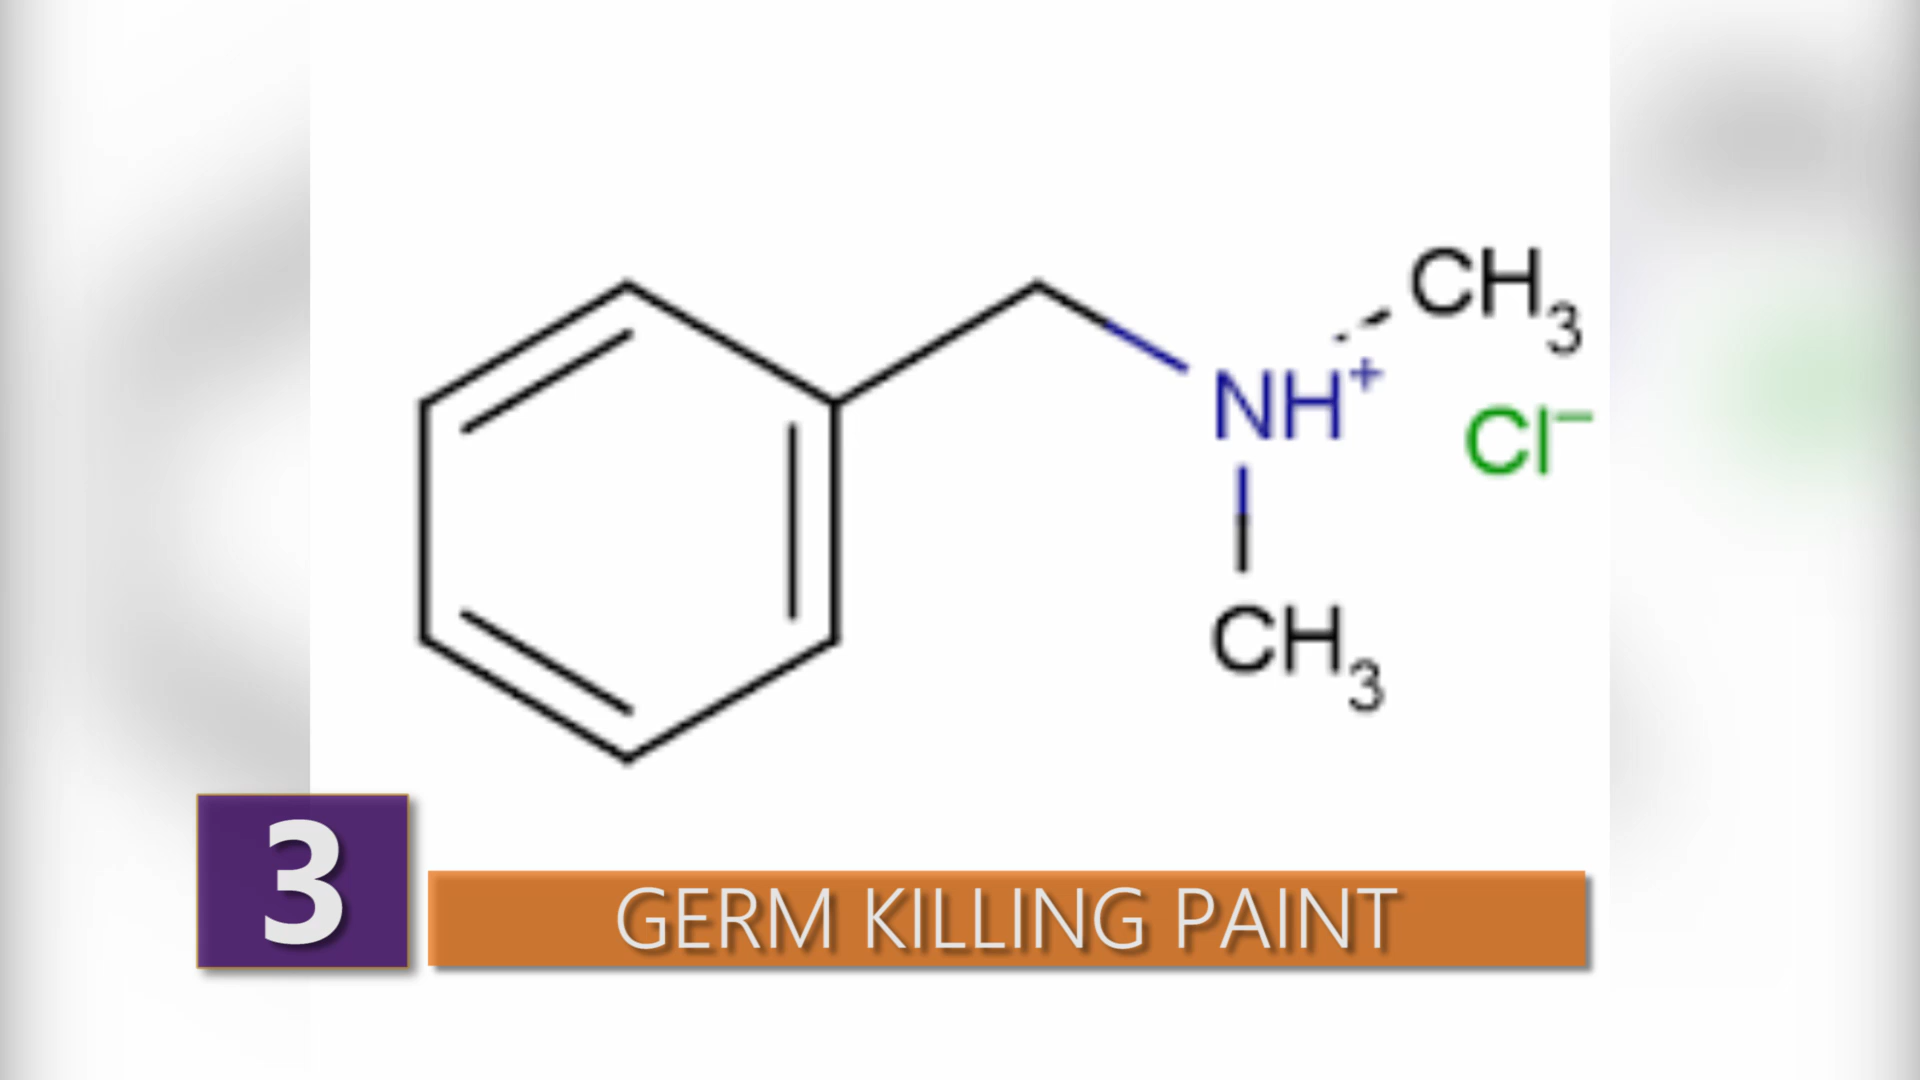 CH₃
NH⁺
Cl⁻
CH₃
3
GERM KILLING PAINT